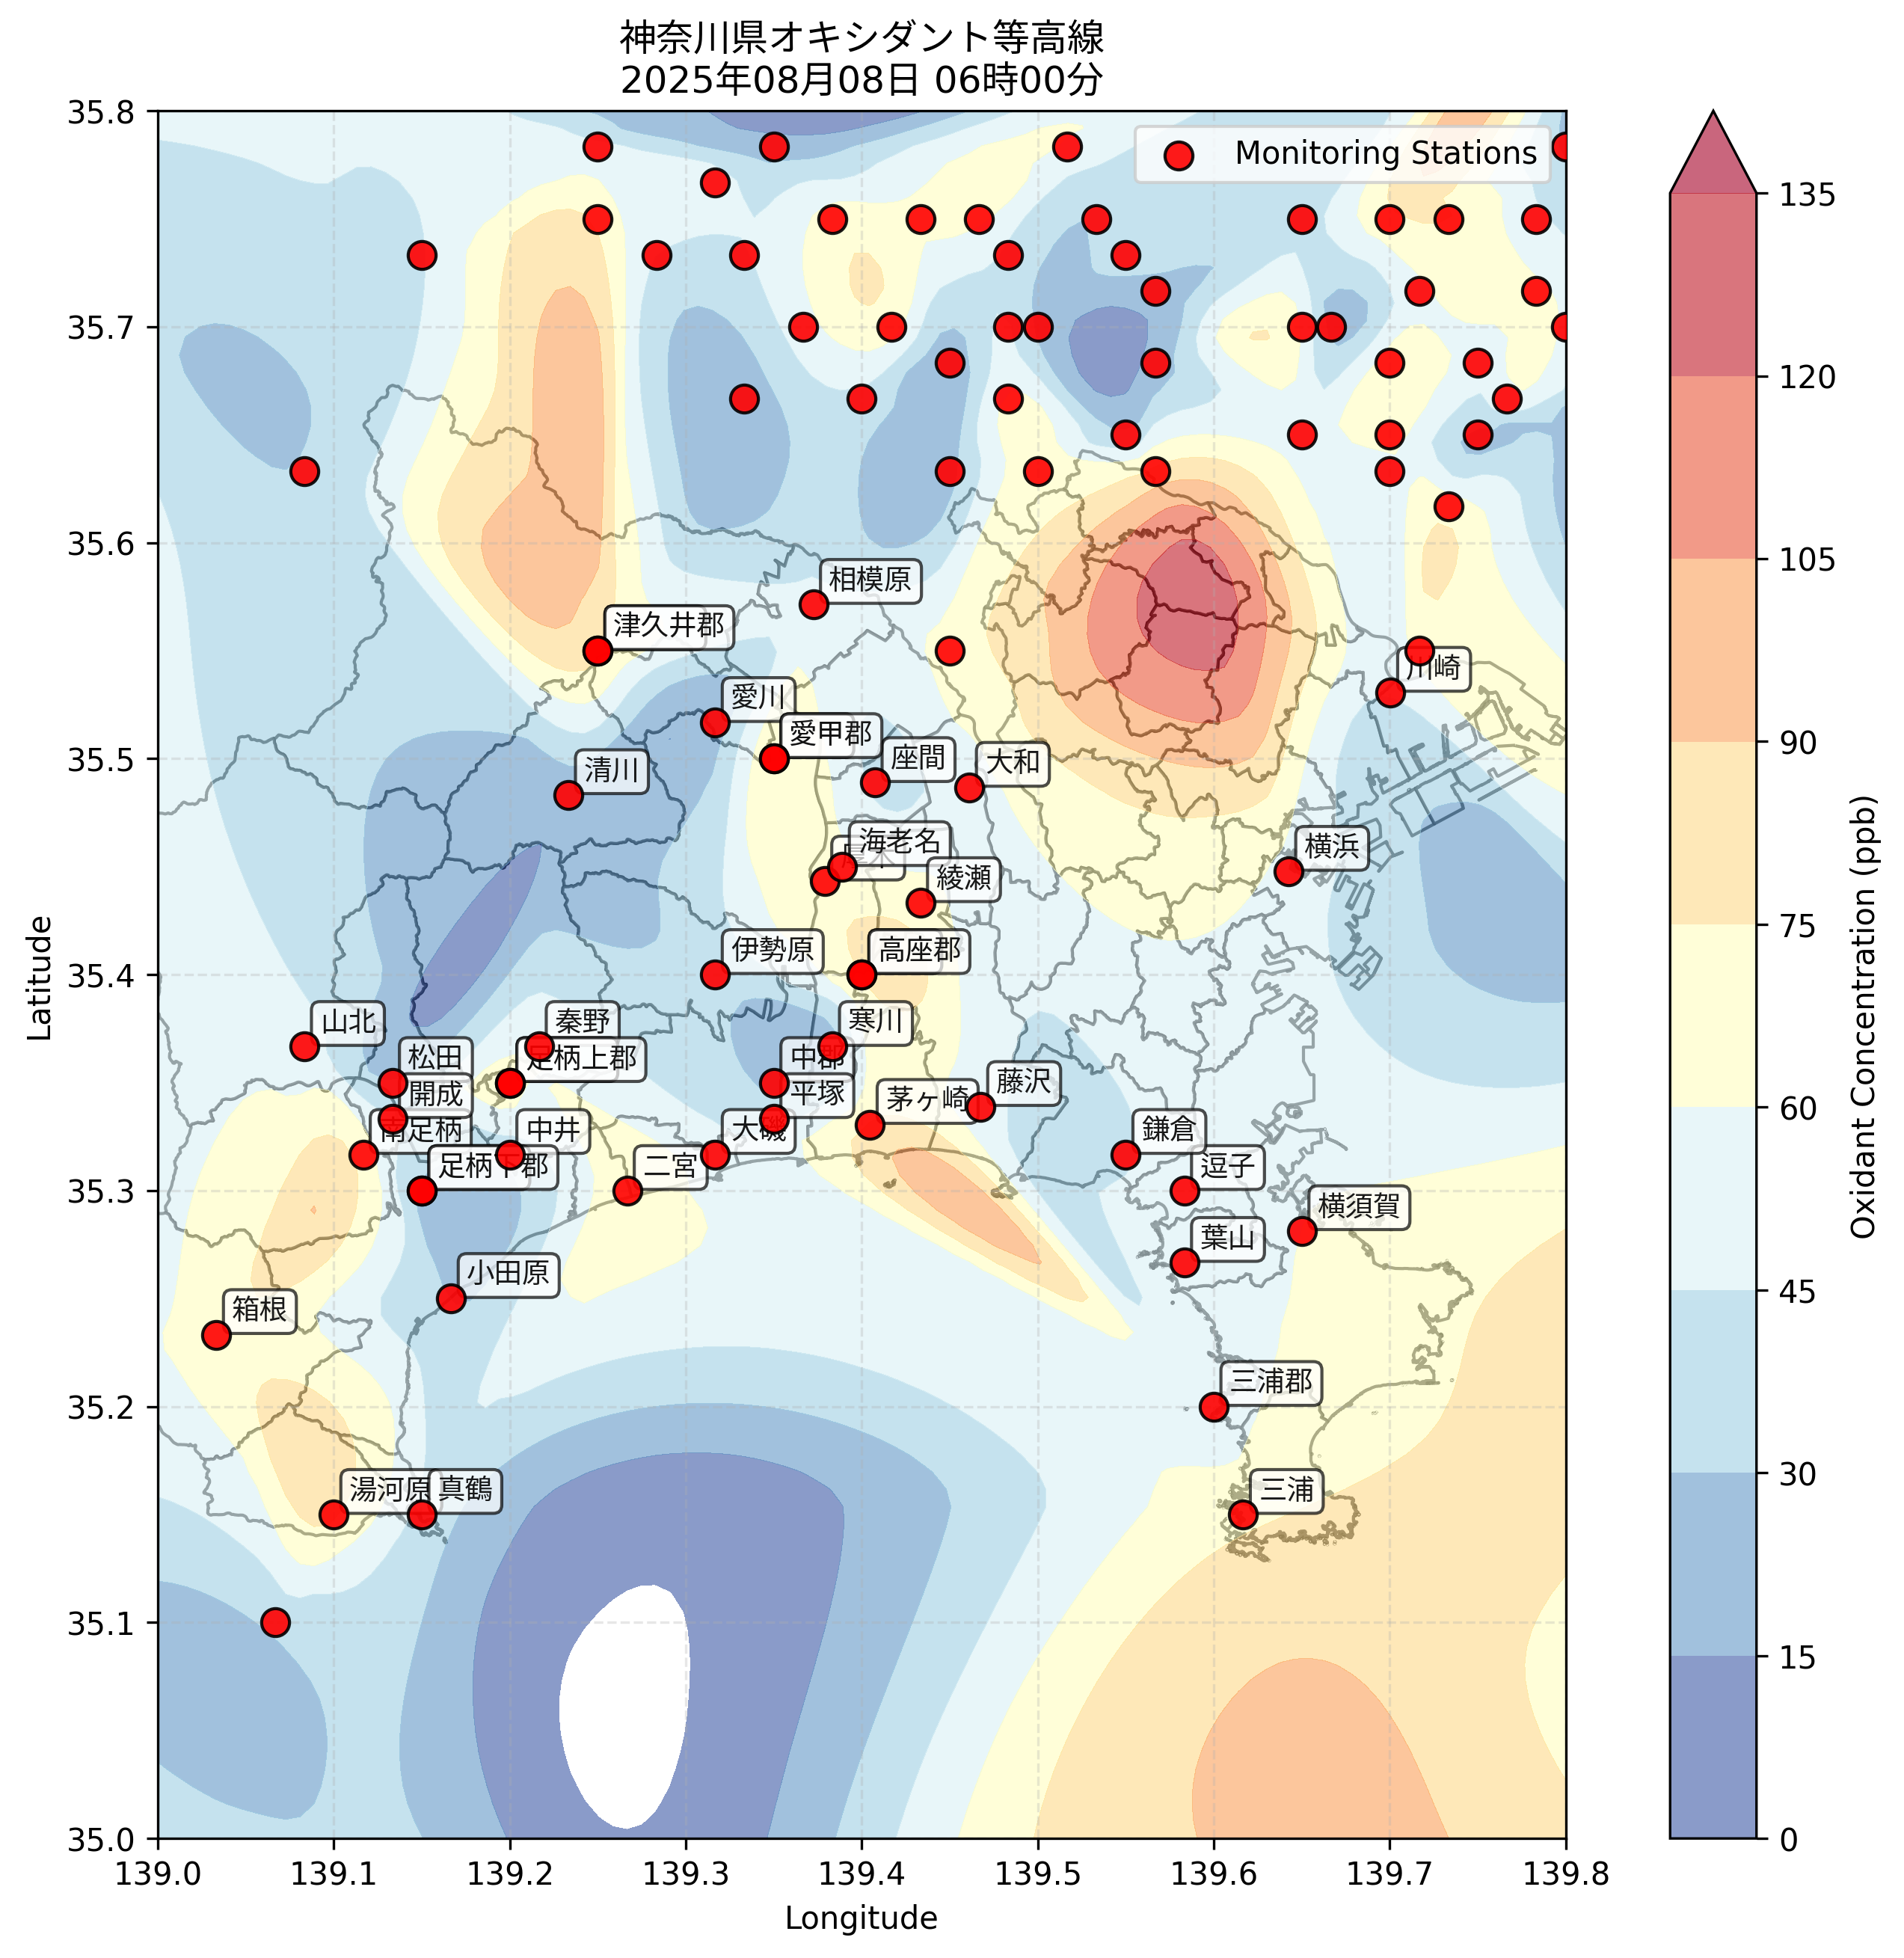 神奈川県オキシダント等高線
2025年08月08日 06時00分
Monitoring Stations
35.8
35.7
35.6
35.5
35.4
35.3
35.2
35.1
35.0
139.0
139.1
139.2
139.3
139.4
139.5
139.6
139.7
139.8
Latitude
Longitude
相模原
津久井郡
川崎
愛川
愛甲郡
座間
大和
清川
海老名
横浜
綾瀬
伊勢原
高座郡
山北
秦野
寒川
松田
足柄上郡
中郡
開成
平塚
藤沢
茅ヶ崎
南足柄
中井
大磯
鎌倉
足柄下郡
二宮
逗子
横須賀
葉山
小田原
箱根
三浦郡
湯河原
真鶴
三浦
135
120
105
90
75
60
45
30
15
0
Oxidant Concentration (ppb)